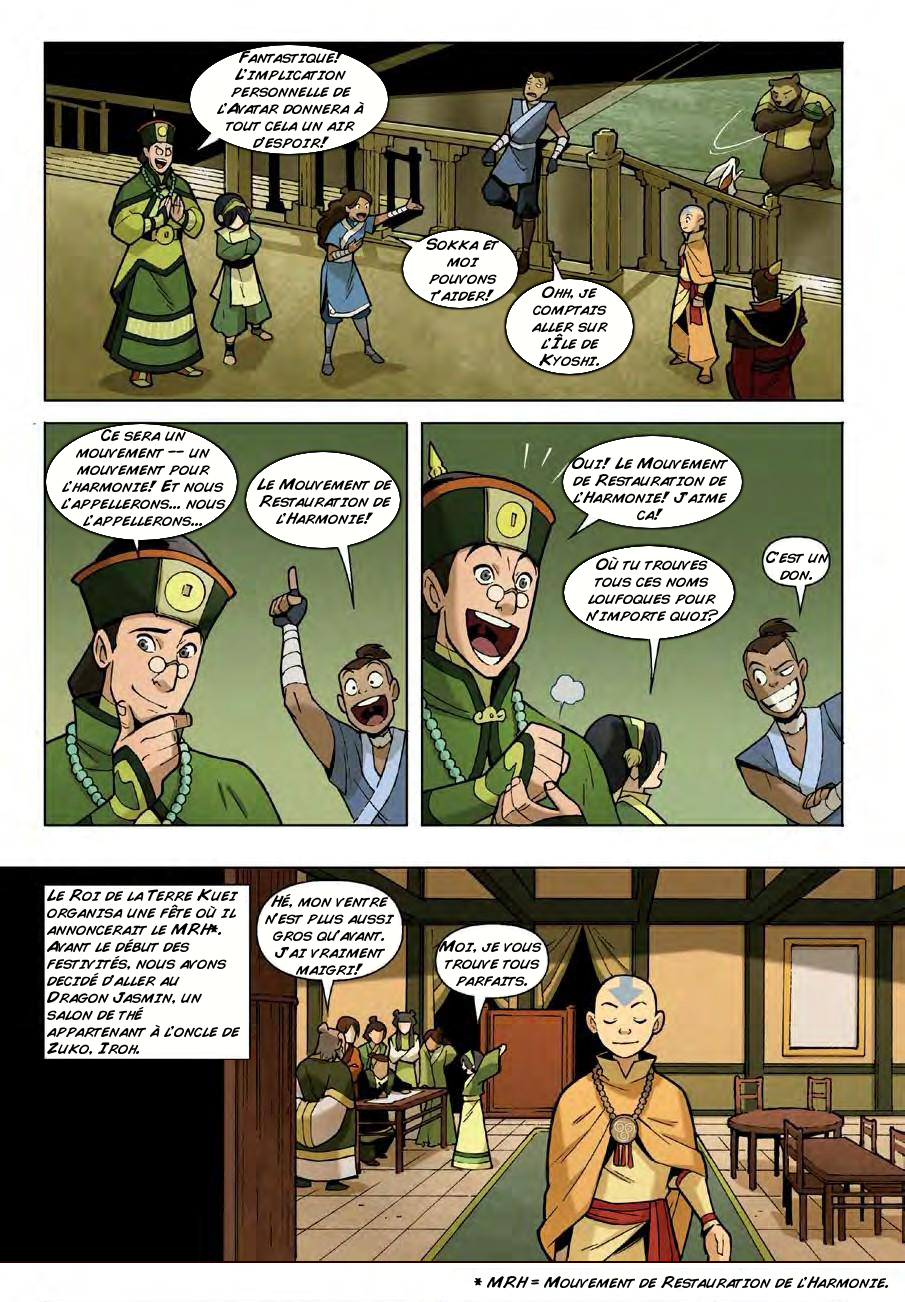 FANTASTIQUE!
L'IMPLICATION
PERSONNELLE DE
L'AVATAR DONNERA À
TOUT CELA UN AIR
D'ESPOIR!
SOKKA ET
MOI
POUVONS
T'AIDER!
OHH, JE
COMPTAIS
ALLER SUR
L'ÎLE DE
KYOSHI.
CE SERA UN
MOUVEMENT -- UN
MOUVEMENT POUR
L'HARMONIE! ET NOUS
L'APPELLERONS... NOUS
L'APPELLERONS...
LE MOUVEMENT DE
RESTAURATION DE
L'HARMONIE!
OUI! LE MOUVEMENT
DE RESTAURATION DE
L'HARMONIE! J'AIME
CA!
OÙ TU TROUVES
TOUS CES NOMS
LOUFOQUES POUR
N'IMPORTE QUOI?
C'EST UN
DON.
LE ROI DE LA TERRE KUEI
ORGANISA UNE FÊTE OÙ IL
ANNONCERAIT LE MRH*.
AVANT LE DÉBUT DES
FESTIVITÉS, NOUS AVONS
DECIDÉ D'ALLER AU
DRAGON JASMIN, UN
SALON DE THÉ
APPARTENANT À L'ONCLE DE
ZUKO, IROH.
HÉ, MON VENTRE
N'EST PLUS AUSSI
GROS QU'AVANT.
J'AI VRAIMENT
MAIGRI!
MOI, JE VOUS
TROUVE TOUS
PARFAITS.
* MRH = MOUVEMENT DE RESTAURATION DE L'HARMONIE.